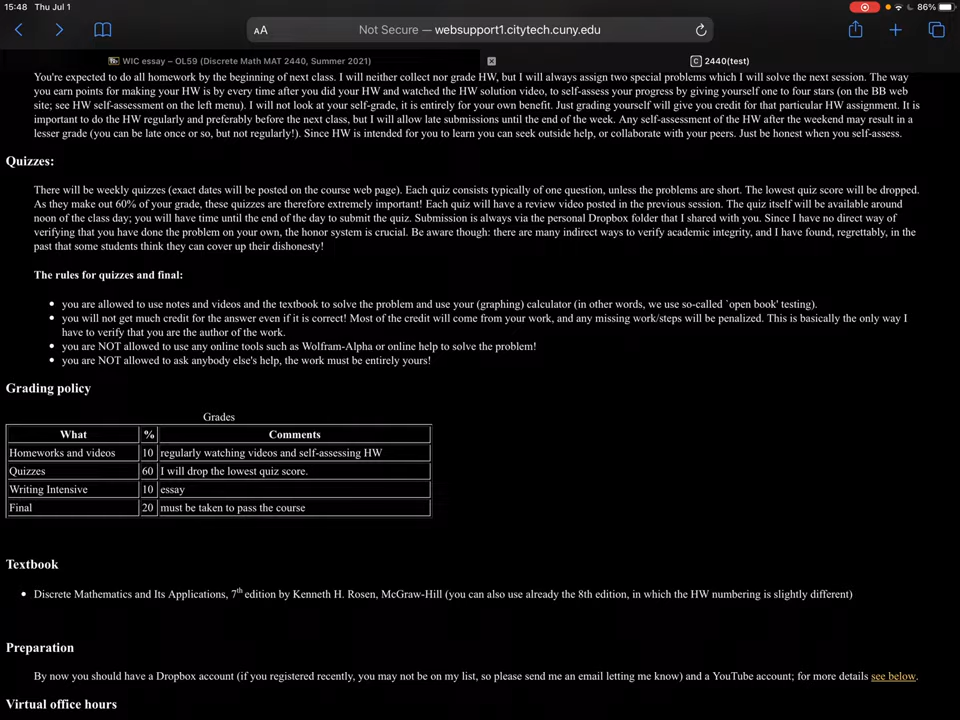 15:48 Thu Jul 1
86%
AA
Not Secure — websupport1.citytech.cuny.edu
WIC essay – OL59 (Discrete Math MAT 2440, Summer 2021)
C 2440(test)
You're expected to do all homework by the beginning of next class. I will neither collect nor grade HW, but I will always assign two special problems which I will solve the next session. The way
you earn points for making your HW is by every time after you did your HW and watched the HW solution video, to self-assess your progress by giving yourself one to four stars (on the BB web
site; see HW self-assessment on the left menu). I will not look at your self-grade, it is entirely for your own benefit. Just grading yourself will give you credit for that particular HW assignment. It is
important to do the HW regularly and preferably before the next class, but I will allow late submissions until the end of the week. Any self-assessment of the HW after the weekend may result in a
lesser grade (you can be late once or so, but not regularly!). Since HW is intended for you to learn you can seek outside help, or collaborate with your peers. Just be honest when you self-assess.
Quizzes:
There will be weekly quizzes (exact dates will be posted on the course web page). Each quiz consists typically of one question, unless the problems are short. The lowest quiz score will be dropped.
As they make out 60% of your grade, these quizzes are therefore extremely important! Each quiz will have a review video posted in the previous session. The quiz itself will be available around
noon of the class day; you will have time until the end of the day to submit the quiz. Submission is always via the personal Dropbox folder that I shared with you. Since I have no direct way of
verifying that you have done the problem on your own, the honor system is crucial. Be aware though: there are many indirect ways to verify academic integrity, and I have found, regrettably, in the
past that some students think they can cover up their dishonesty!
The rules for quizzes and final:
• you are allowed to use notes and videos and the textbook to solve the problem and use your (graphing) calculator (in other words, we use so-called `open book' testing).
• you will not get much credit for the answer even if it is correct! Most of the credit will come from your work, and any missing work/steps will be penalized. This is basically the only way I
have to verify that you are the author of the work.
• you are NOT allowed to use any online tools such as Wolfram-Alpha or online help to solve the problem!
• you are NOT allowed to ask anybody else's help, the work must be entirely yours!
Grading policy
Grades
What % Comments
Homeworks and videos 10 regularly watching videos and self-assessing HW
Quizzes 60 I will drop the lowest quiz score.
Writing Intensive 10 essay
Final 20 must be taken to pass the course
Textbook
• Discrete Mathematics and Its Applications, 7th edition by Kenneth H. Rosen, McGraw-Hill (you can also use already the 8th edition, in which the HW numbering is slightly different)
Preparation
By now you should have a Dropbox account (if you registered recently, you may not be on my list, so please send me an email letting me know) and a YouTube account; for more details see below.
Virtual office hours